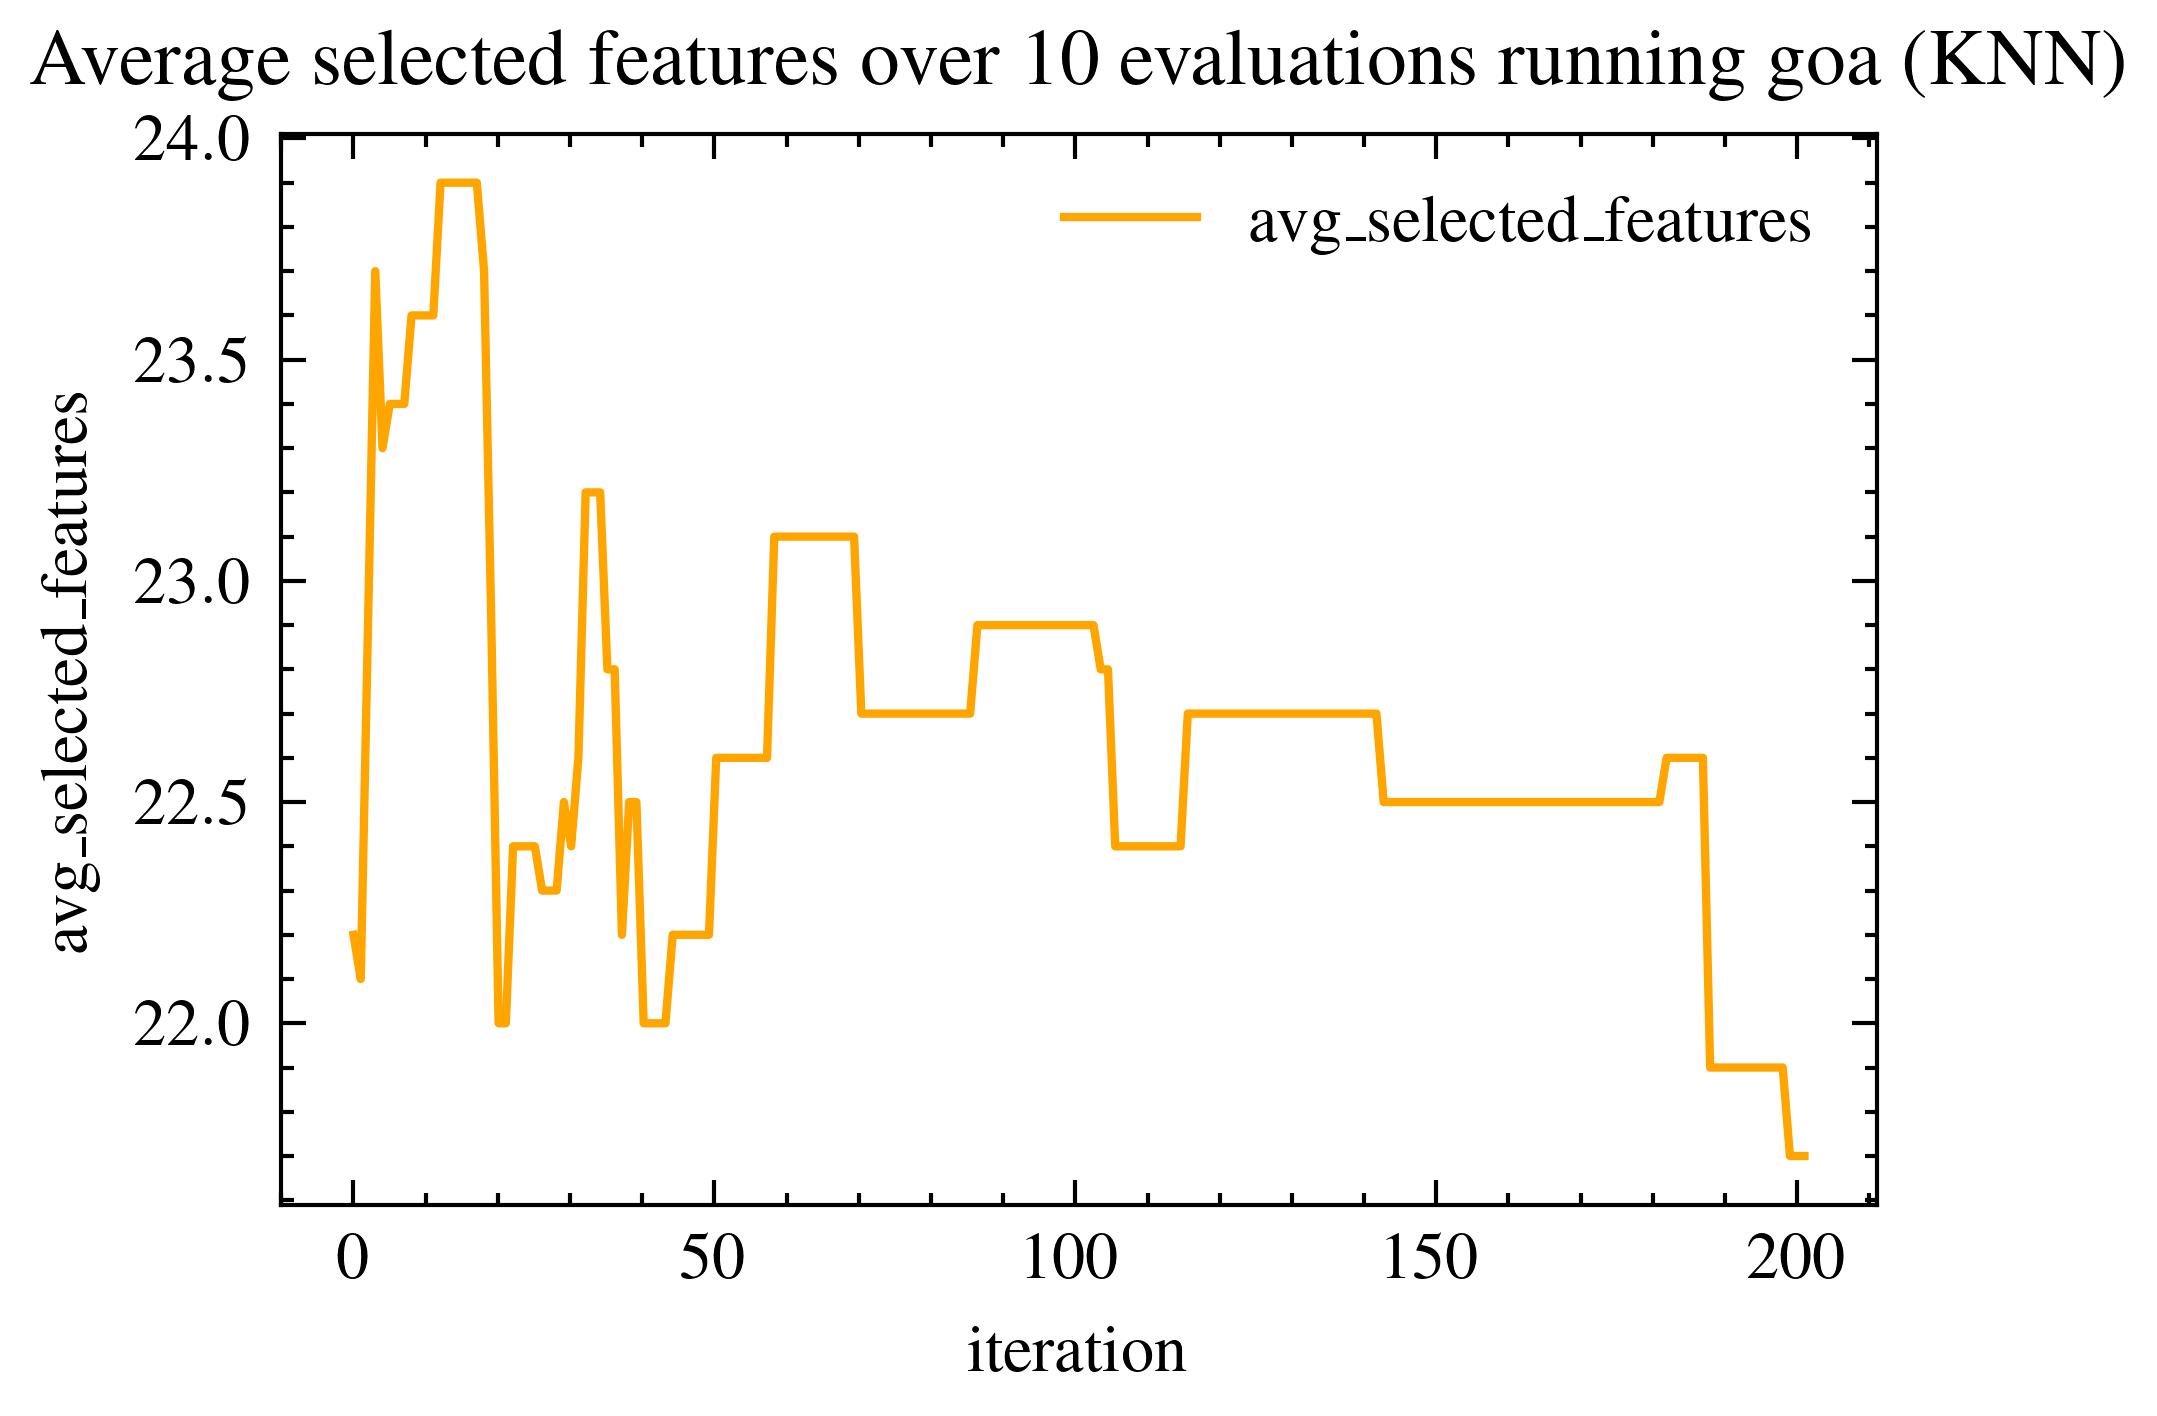 Average selected features over 10 evaluations running goa (KNN)
24.0
avg_selected_features
23.5
23.0
22.5
22.0
avg_selected_features
0 50 100 150 200
iteration